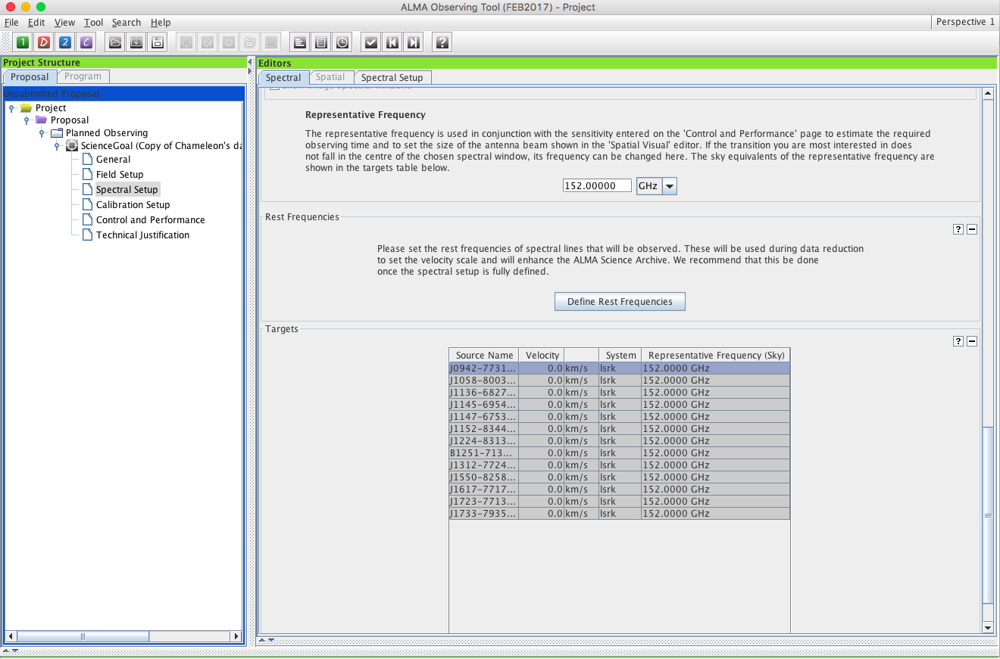 ALMA Observing Tool (FEB2017) - Project
File Edit View Tool Search Help
Perspective 1
1 D 2 C ?
Project Structure
Proposal Program
Unsubmitted Proposal
Project
Proposal
Planned Observing
ScienceGoal (Copy of Chameleon's da
General
Field Setup
Spectral Setup
Calibration Setup
Control and Performance
Technical Justification
Editors
Spectral Spatial Spectral Setup
Representative Frequency
The representative frequency is used in conjunction with the sensitivity entered on the 'Control and Performance' page to estimate the required
observing time and to set the size of the antenna beam shown in the 'Spatial Visual' editor. If the transition you are most interested in does
not fall in the centre of the chosen spectral window, its frequency can be changed here. The sky equivalents of the representative frequency are
shown in the targets table below.
152.00000 GHz
Rest Frequencies
? −
Please set the rest frequencies of spectral lines that will be observed. These will be used during data reduction
to set the velocity scale and will enhance the ALMA Science Archive. We recommend that this be done
once the spectral setup is fully defined.
Define Rest Frequencies
Targets
? −
Source Name Velocity System Representative Frequency (Sky)
J0942-7731... 0.0 km/s lsrk 152.0000 GHz
J1058-8003... 0.0 km/s lsrk 152.0000 GHz
J1136-6827... 0.0 km/s lsrk 152.0000 GHz
J1145-6954... 0.0 km/s lsrk 152.0000 GHz
J1147-6753... 0.0 km/s lsrk 152.0000 GHz
J1152-8344... 0.0 km/s lsrk 152.0000 GHz
J1224-8313... 0.0 km/s lsrk 152.0000 GHz
B1251-713... 0.0 km/s lsrk 152.0000 GHz
J1312-7724... 0.0 km/s lsrk 152.0000 GHz
J1550-8258... 0.0 km/s lsrk 152.0000 GHz
J1617-7717... 0.0 km/s lsrk 152.0000 GHz
J1723-7713... 0.0 km/s lsrk 152.0000 GHz
J1733-7935... 0.0 km/s lsrk 152.0000 GHz